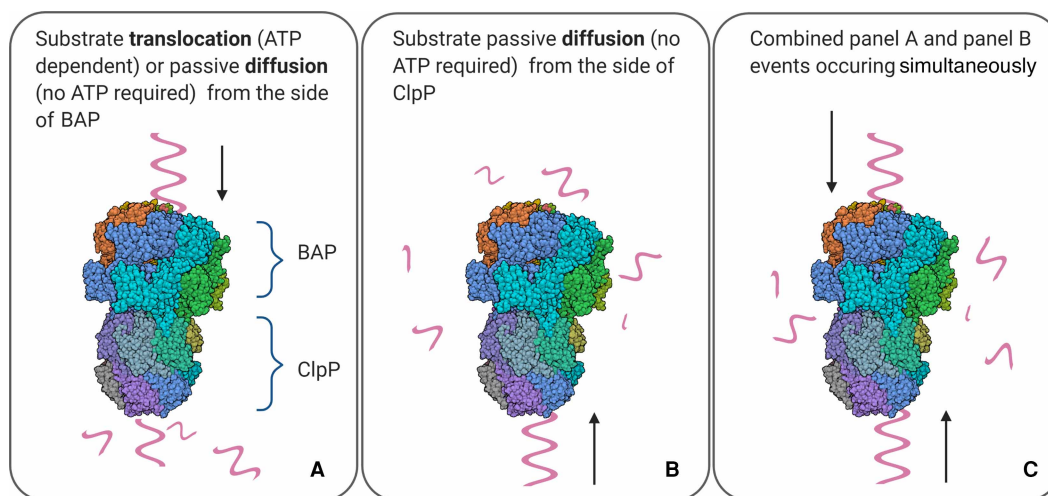 Substrate translocation (ATP
dependent) or passive diffusion
(no ATP required) from the side
of BAP
BAP
ClpP
A
Substrate passive diffusion (no
ATP required) from the side of
ClpP
B
Combined panel A and panel B
events occuring simultaneously
C